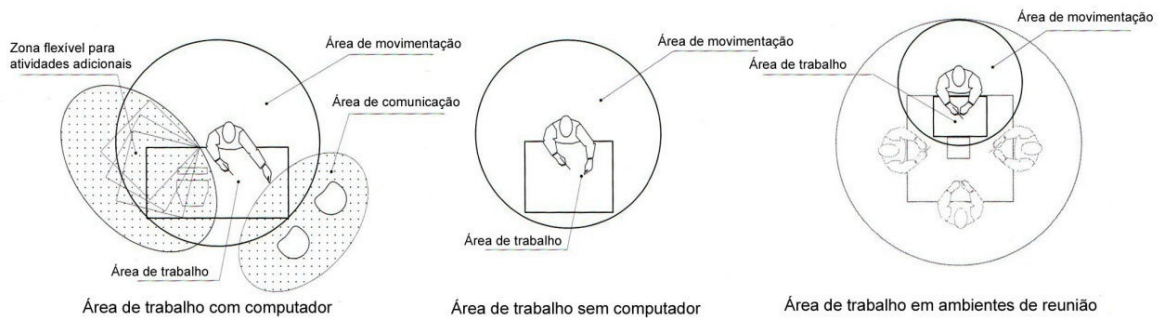 Zona flexível para
atividades adicionais
Área de movimentação
Área de comunicação
Área de trabalho
Área de trabalho com computador
Área de movimentação
Área de trabalho
Área de trabalho sem computador
Área de movimentação
Área de trabalho
Área de trabalho em ambientes de reunião